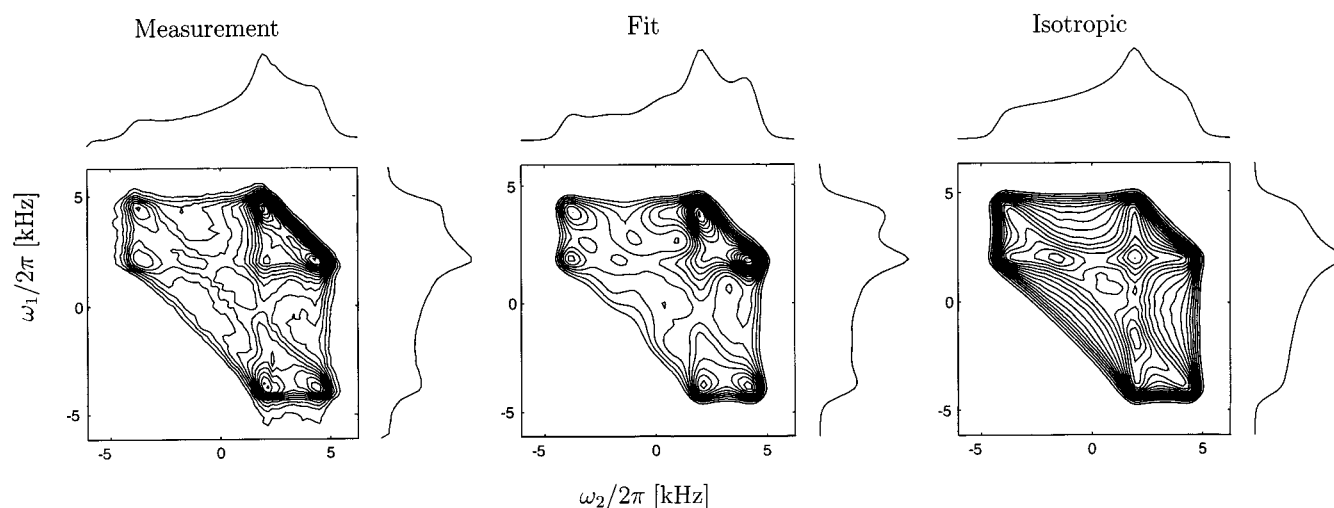 Measurement Fit Isotropic
ω₁/2π [kHz]
5 5 5
0 0 0
-5 -5 -5
-5 0 5 -5 0 5 -5 0 5
ω₂/2π [kHz]